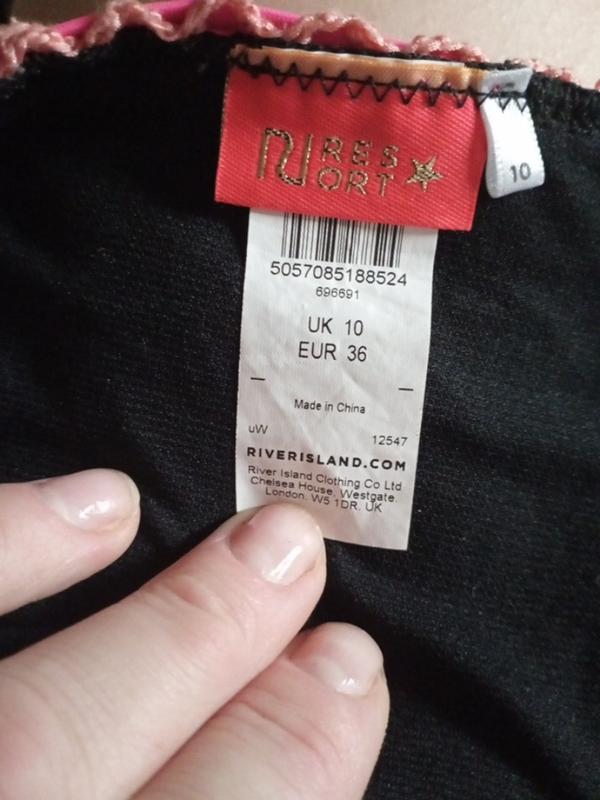 RI RES
ORT
10
5057085188524
696691
UK 10
EUR 36
Made in China
uW
12547
RIVERISLAND.COM
River Island Clothing Co Ltd
Chelsea House, Westgate,
London. W5 1DR. UK